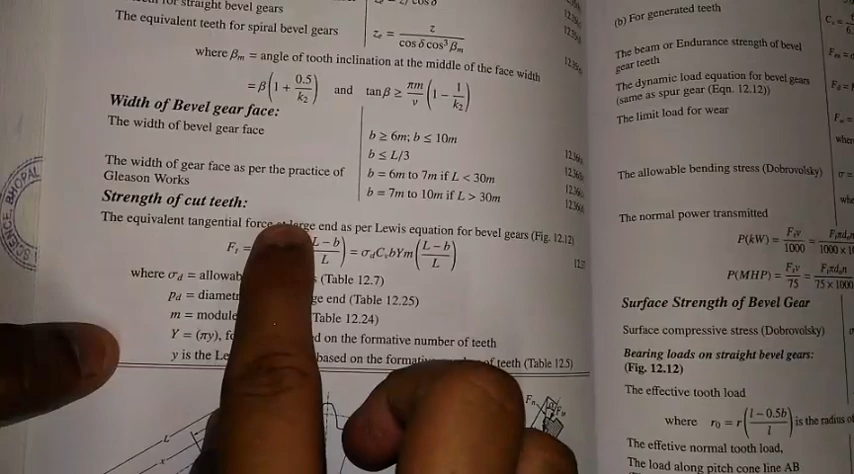 straight bevel gears
The equivalent teeth for spiral bevel gears
z_e = z / (cos δ cos³ β_m)
where β_m = angle of tooth inclination at the middle of the face width
= β(1 + 0.5/k₂) and tanβ ≥ πm/v (1 − 1/k₂)
Width of Bevel gear face:
The width of bevel gear face
b ≥ 6m; b ≤ 10m
b ≤ L/3
The width of gear face as per the practice of
Gleason Works
b = 6m to 7m if L < 30m
b = 7m to 10m if L > 30m
Strength of cut teeth:
The equivalent tangential force large end as per Lewis equation for bevel gears (Fig. 12.12)
F_t = (L − b / L) = σ_d C_v bYm (L − b / L)
where σ_d = allowab (Table 12.7)
p_d = diamet ge end (Table 12.25)
m = module Table 12.24)
Y = (πy), fo d on the formative number of teeth
y is the Le based on the format of teeth (Table 12.5)
SCIENCE, BHOPAL
(b) For generated teeth
The beam or Endurance strength of bevel
gear teeth
The dynamic load equation for bevel gears
(same as spur gear (Eqn. 12.12))
The limit load for wear
The allowable bending stress (Dobrovolsky)
The normal power transmitted
P(kW) = F_t v / 1000
P(MHP) = F_t v / 75
Surface Strength of Bevel Gear
Surface compressive stress (Dobrovolsky)
Bearing loads on straight bevel gears:
(Fig. 12.12)
The effective tooth load
where r₀ = r(l − 0.5b / l) is the radius o
The effetive normal tooth load,
The load along pitch cone line AB